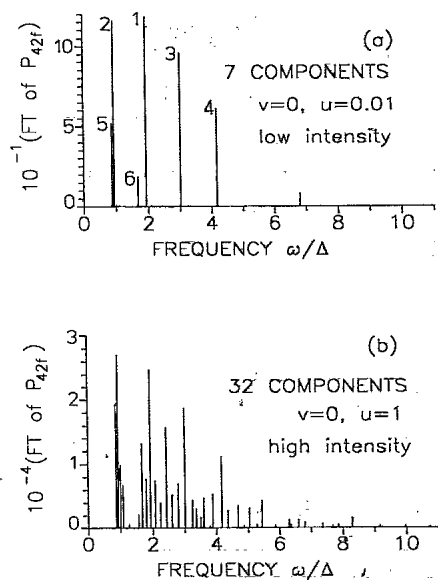 10⁻¹(FT of P₄₂f)
10
5
0
2
1
(a)
3
7 COMPONENTS
5
4
v=0, u=0.01
6
low intensity
0 2 4 6 8 10
FREQUENCY ω/Δ
10⁻⁴(FT of P₄₂f)
3
2
1
0
(b)
32 COMPONENTS
v=0, u=1
high intensity
0 2 4 6 8 10
FREQUENCY ω/Δ